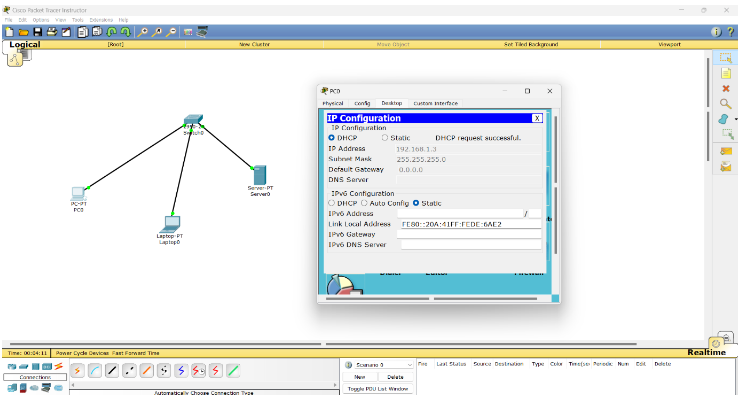 Cisco Packet Tracer Instructor
File Edit Options View Tools Extensions Help
Logical [Root] New Cluster Move Object Set Tiled Background Viewport
Switch0
Server-PT
Server0
PC-PT
PC0
Laptop-PT
Laptop0
PC0
Physical Config Desktop Custom Interface
IP Configuration X
IP Configuration
DHCP Static DHCP request successful.
IP Address 192.168.1.3
Subnet Mask 255.255.255.0
Default Gateway 0.0.0.0
DNS Server
IPv6 Configuration
DHCP Auto Config Static
IPv6 Address /
Link Local Address FE80::20A:41FF:FEDE:6AE2
IPv6 Gateway
IPv6 DNS Server
Time: 00:04:11 Power Cycle Devices Fast Forward Time Realtime
Connections
Automatically Choose Connection Type
Scenario 0
New Delete
Toggle PDU List Window
Fire Last Status Source Destination Type Color Time(sec Periodic Num Edit Delete